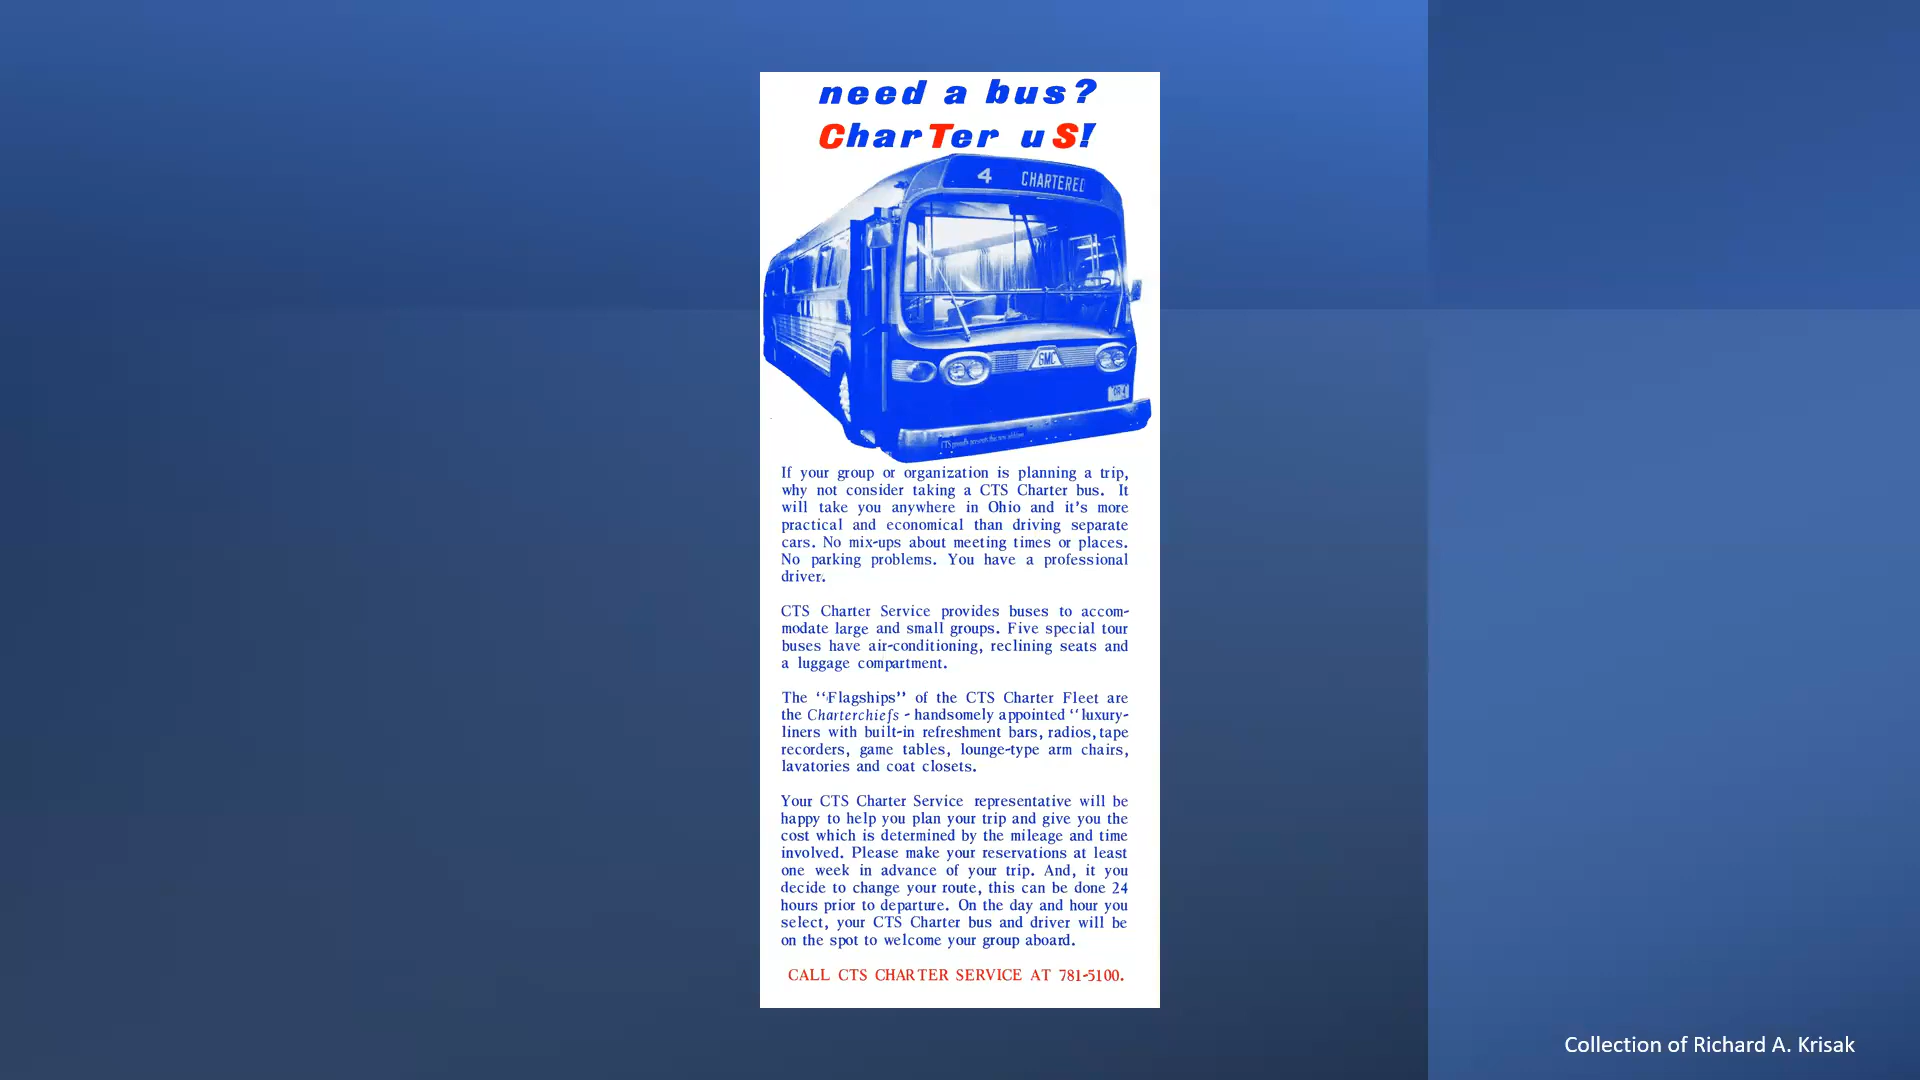 need a bus?
CharTer uS!
4 CHARTERED
GMC
CTS proudly presents this new addition
If your group or organization is planning a trip,
why not consider taking a CTS Charter bus. It
will take you anywhere in Ohio and it's more
practical and economical than driving separate
cars. No mix-ups about meeting times or places.
No parking problems. You have a professional
driver.
CTS Charter Service provides buses to accom-
modate large and small groups. Five special tour
buses have air-conditioning, reclining seats and
a luggage compartment.
The "Flagships" of the CTS Charter Fleet are
the Charterchiefs - handsomely appointed "luxury-
liners with built-in refreshment bars, radios, tape
recorders, game tables, lounge-type arm chairs,
lavatories and coat closets.
Your CTS Charter Service representative will be
happy to help you plan your trip and give you the
cost which is determined by the mileage and time
involved. Please make your reservations at least
one week in advance of your trip. And, it you
decide to change your route, this can be done 24
hours prior to departure. On the day and hour you
select, your CTS Charter bus and driver will be
on the spot to welcome your group aboard.
CALL CTS CHARTER SERVICE AT 781-5100.
Collection of Richard A. Krisak